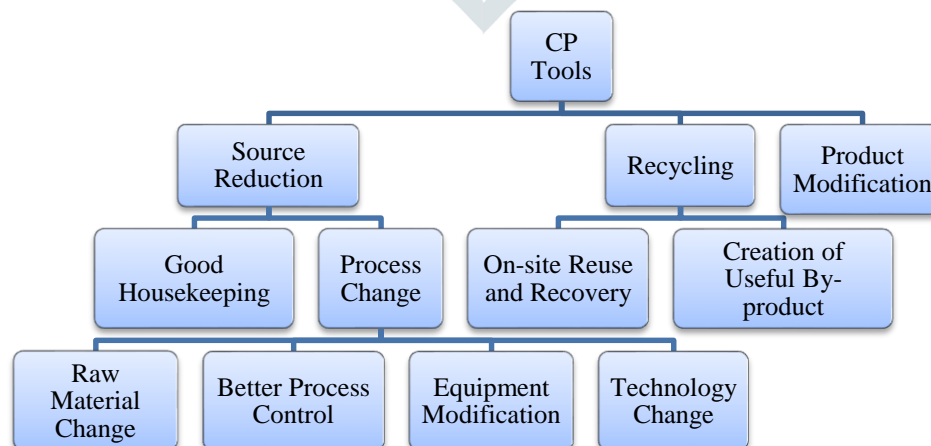 CP
Tools
Source
Reduction
Recycling
Product
Modification
Good
Housekeeping
Process
Change
On-site Reuse
and Recovery
Creation of
Useful By-
product
Raw
Material
Change
Better Process
Control
Equipment
Modification
Technology
Change